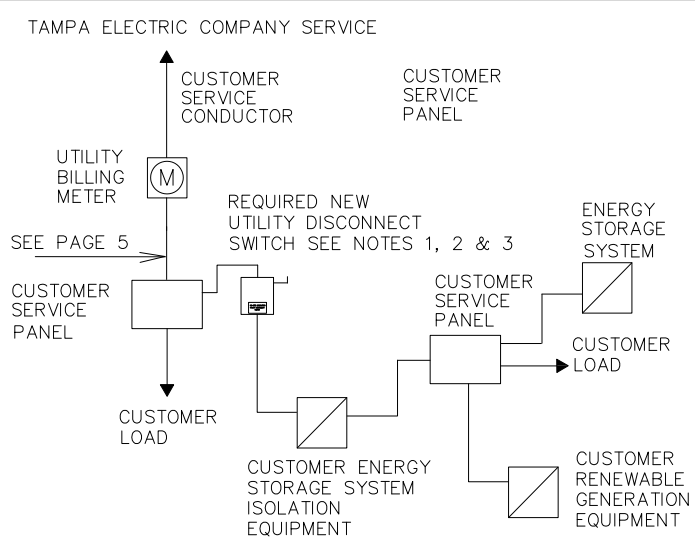 TAMPA ELECTRIC COMPANY SERVICE
CUSTOMER
SERVICE
CONDUCTOR
CUSTOMER
SERVICE
PANEL
UTILITY
BILLING
METER
M
REQUIRED NEW
UTILITY DISCONNECT
SWITCH SEE NOTES 1, 2 & 3
SEE PAGE 5
CUSTOMER
SERVICE
PANEL
CUSTOMER
LOAD
ENERGY
STORAGE
SYSTEM
CUSTOMER
SERVICE
PANEL
CUSTOMER
LOAD
CUSTOMER ENERGY
STORAGE SYSTEM
ISOLATION
EQUIPMENT
CUSTOMER
RENEWABLE
GENERATION
EQUIPMENT